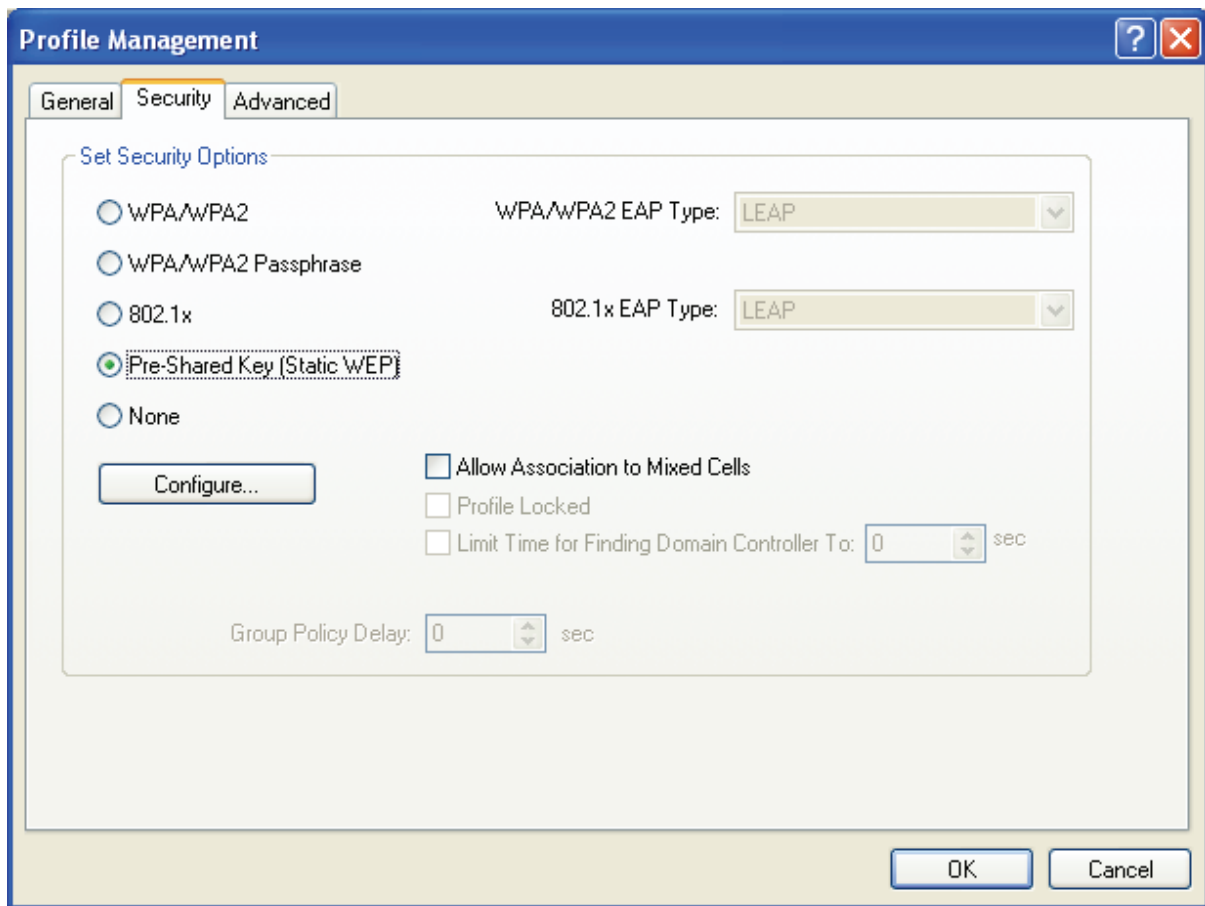 Profile Management
General Security Advanced
Set Security Options
WPA/WPA2 WPA/WPA2 EAP Type: LEAP
WPA/WPA2 Passphrase
802.1x 802.1x EAP Type: LEAP
Pre-Shared Key (Static WEP)
None
Configure... Allow Association to Mixed Cells
Profile Locked
Limit Time for Finding Domain Controller To: 0 sec
Group Policy Delay: 0 sec
OK Cancel